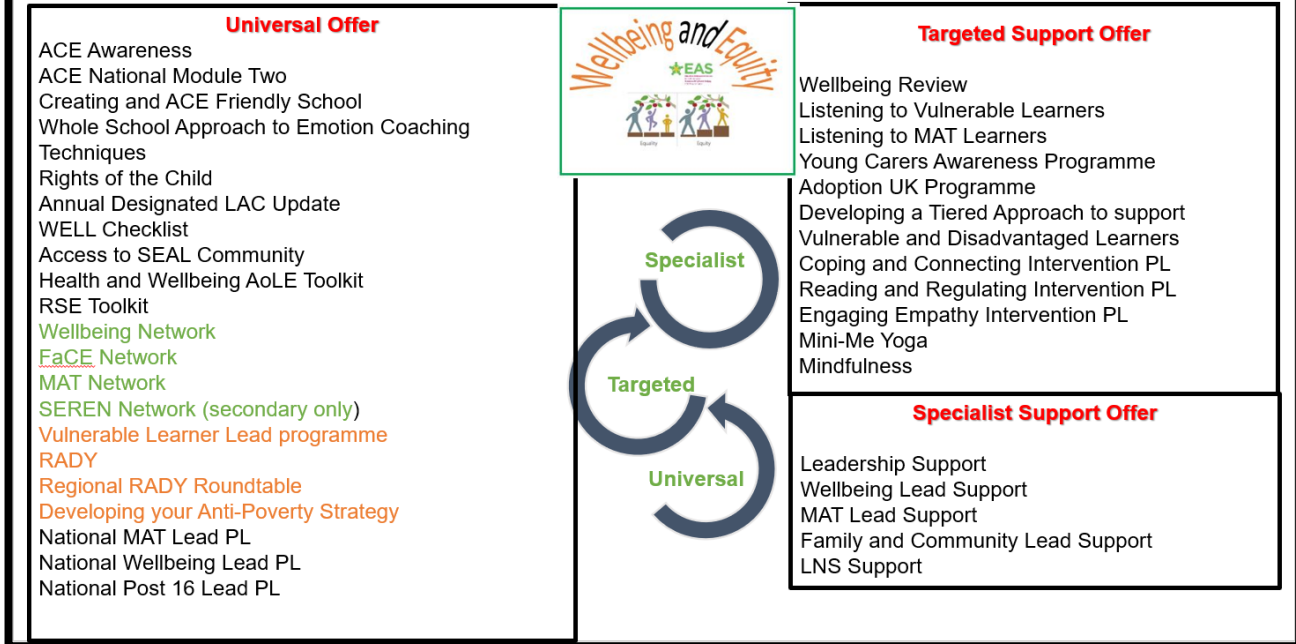 Universal Offer
ACE Awareness
ACE National Module Two
Creating and ACE Friendly School
Whole School Approach to Emotion Coaching
Techniques
Rights of the Child
Annual Designated LAC Update
WELL Checklist
Access to SEAL Community
Health and Wellbeing AoLE Toolkit
RSE Toolkit
Wellbeing Network
FaCE Network
MAT Network
SEREN Network (secondary only)
Vulnerable Learner Lead programme
RADY
Regional RADY Roundtable
Developing your Anti-Poverty Strategy
National MAT Lead PL
National Wellbeing Lead PL
National Post 16 Lead PL
Wellbeing and Equity
EAS
Equality
Equity
Specialist
Targeted
Universal
Targeted Support Offer
Wellbeing Review
Listening to Vulnerable Learners
Listening to MAT Learners
Young Carers Awareness Programme
Adoption UK Programme
Developing a Tiered Approach to support
Vulnerable and Disadvantaged Learners
Coping and Connecting Intervention PL
Reading and Regulating Intervention PL
Engaging Empathy Intervention PL
Mini-Me Yoga
Mindfulness
Specialist Support Offer
Leadership Support
Wellbeing Lead Support
MAT Lead Support
Family and Community Lead Support
LNS Support